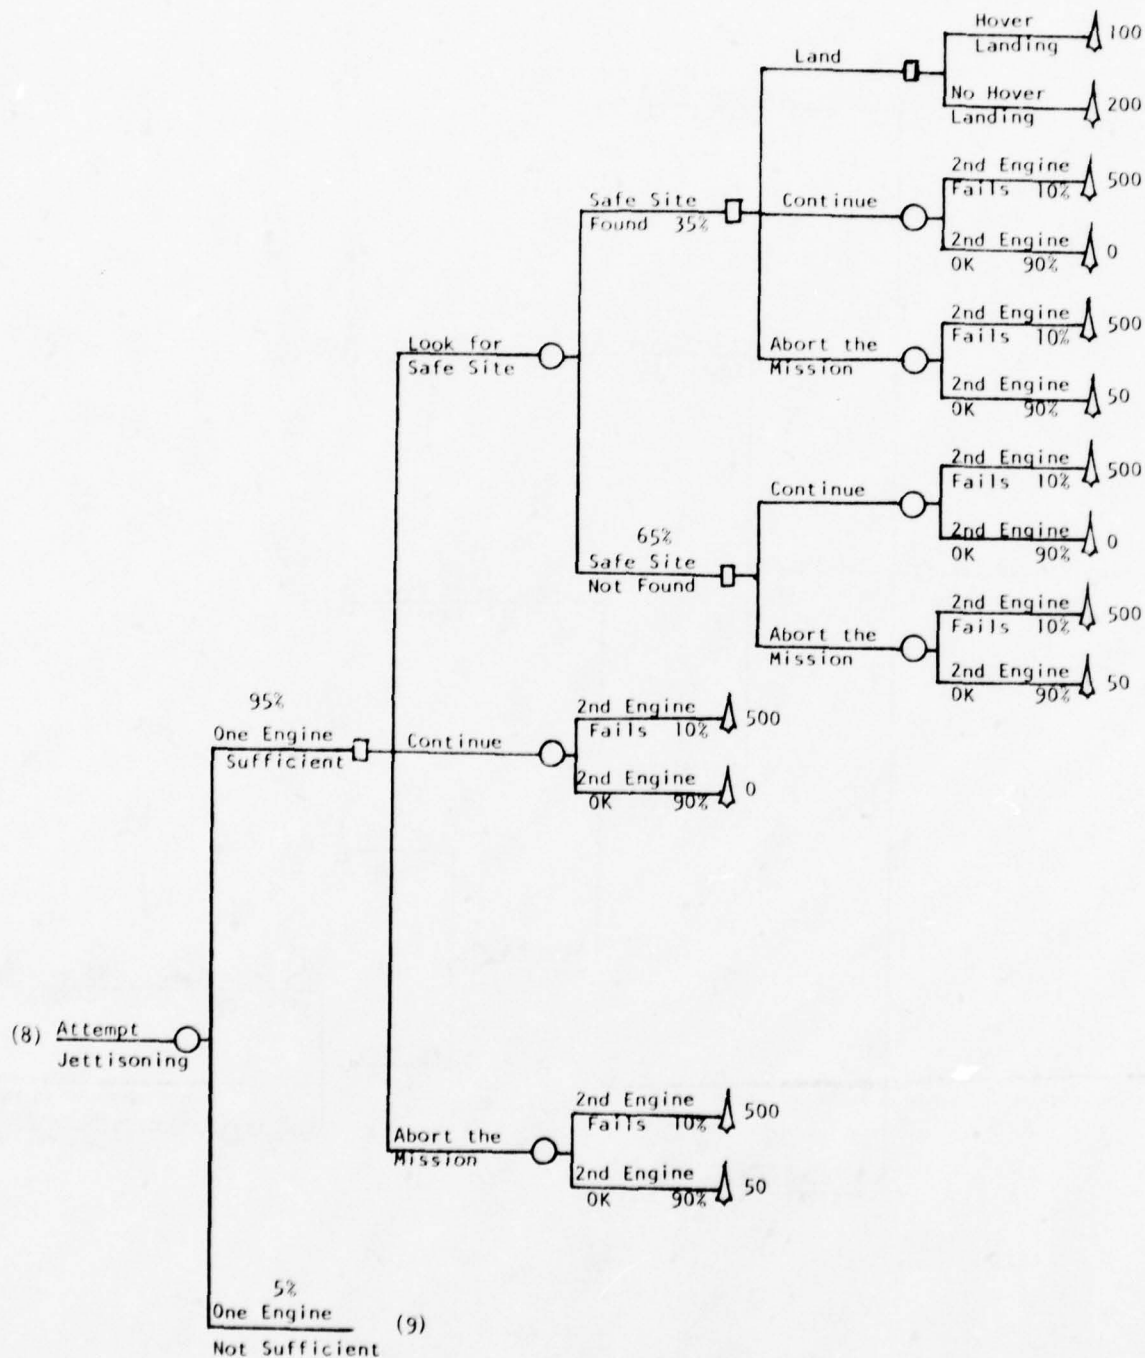 Hover
Landing
100
Land
No Hover
Landing
200
2nd Engine
Fails 10%
500
Safe Site
Found 35%
Continue
2nd Engine
OK 90%
0
2nd Engine
Fails 10%
500
Look for
Safe Site
Abort the
Mission
2nd Engine
OK 90%
50
2nd Engine
Fails 10%
500
Continue
65%
Safe Site
Not Found
2nd Engine
OK 90%
0
2nd Engine
Fails 10%
500
Abort the
Mission
2nd Engine
OK 90%
50
95%
One Engine
Sufficient
2nd Engine
Fails 10%
500
Continue
2nd Engine
OK 90%
0
(8) Attempt
Jettisoning
2nd Engine
Fails 10%
500
Abort the
Mission
2nd Engine
OK 90%
50
5%
One Engine
Not Sufficient
(9)